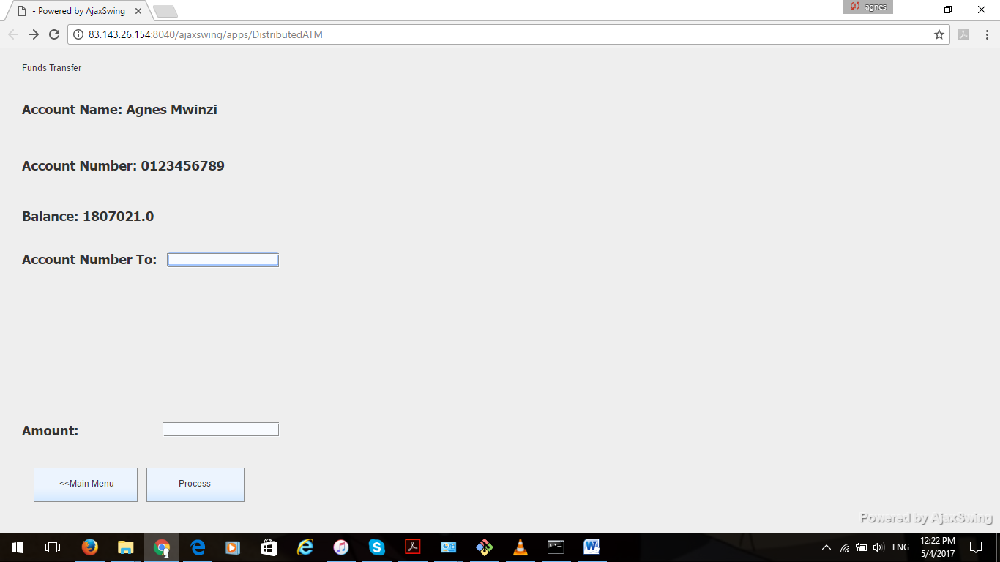 - Powered by AjaxSwing
agnes
83.143.26.154:8040/ajaxswing/apps/DistributedATM
Funds Transfer
Account Name: Agnes Mwinzi
Account Number: 0123456789
Balance: 1807021.0
Account Number To:
Amount:
<<Main Menu
Process
Powered by AjaxSwing
ENG
12:22 PM
5/4/2017